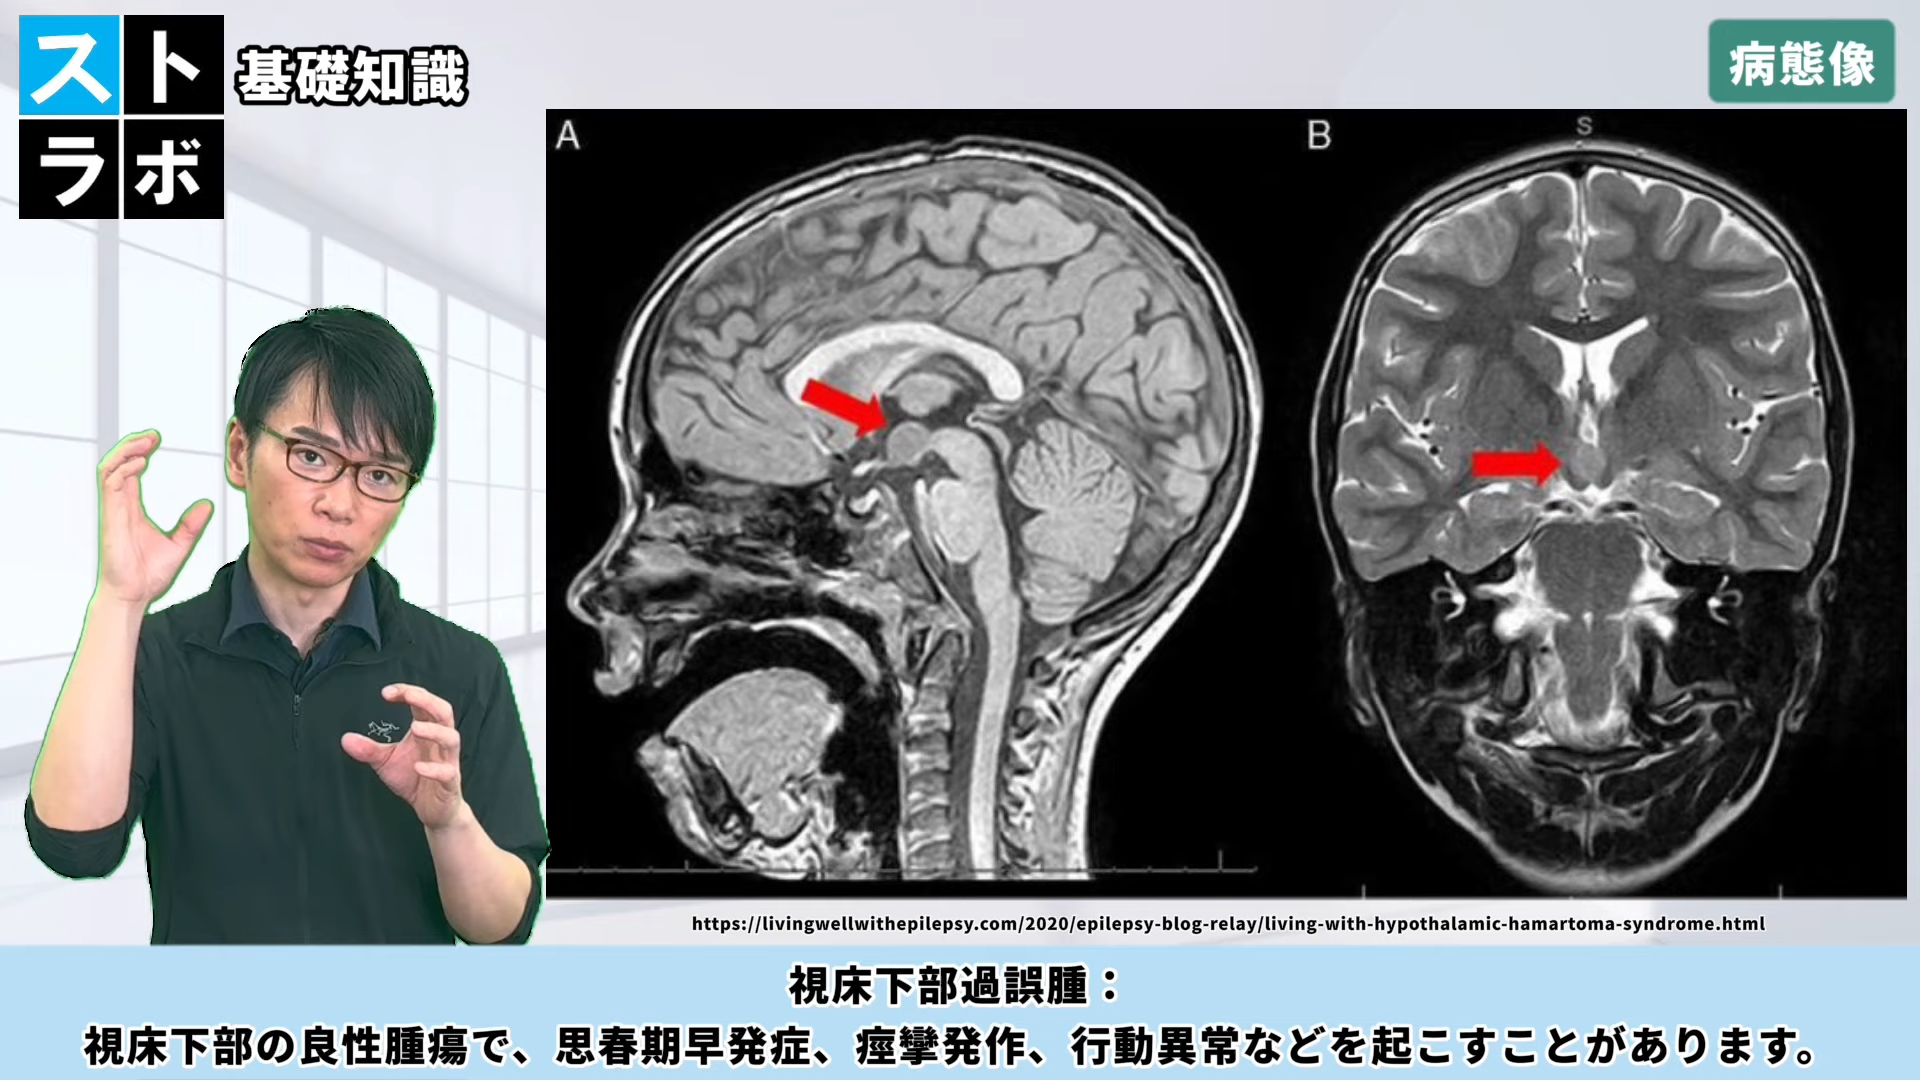 スト
ラボ
基礎知識
病態像
A
B
S
https://livingwellwithepilepsy.com/2020/epilepsy-blog-relay/living-with-hypothalamic-hamartoma-syndrome.html
視床下部過誤腫：
視床下部の良性腫瘍で、思春期早発症、痙攣発作、行動異常などを起こすことがあります。